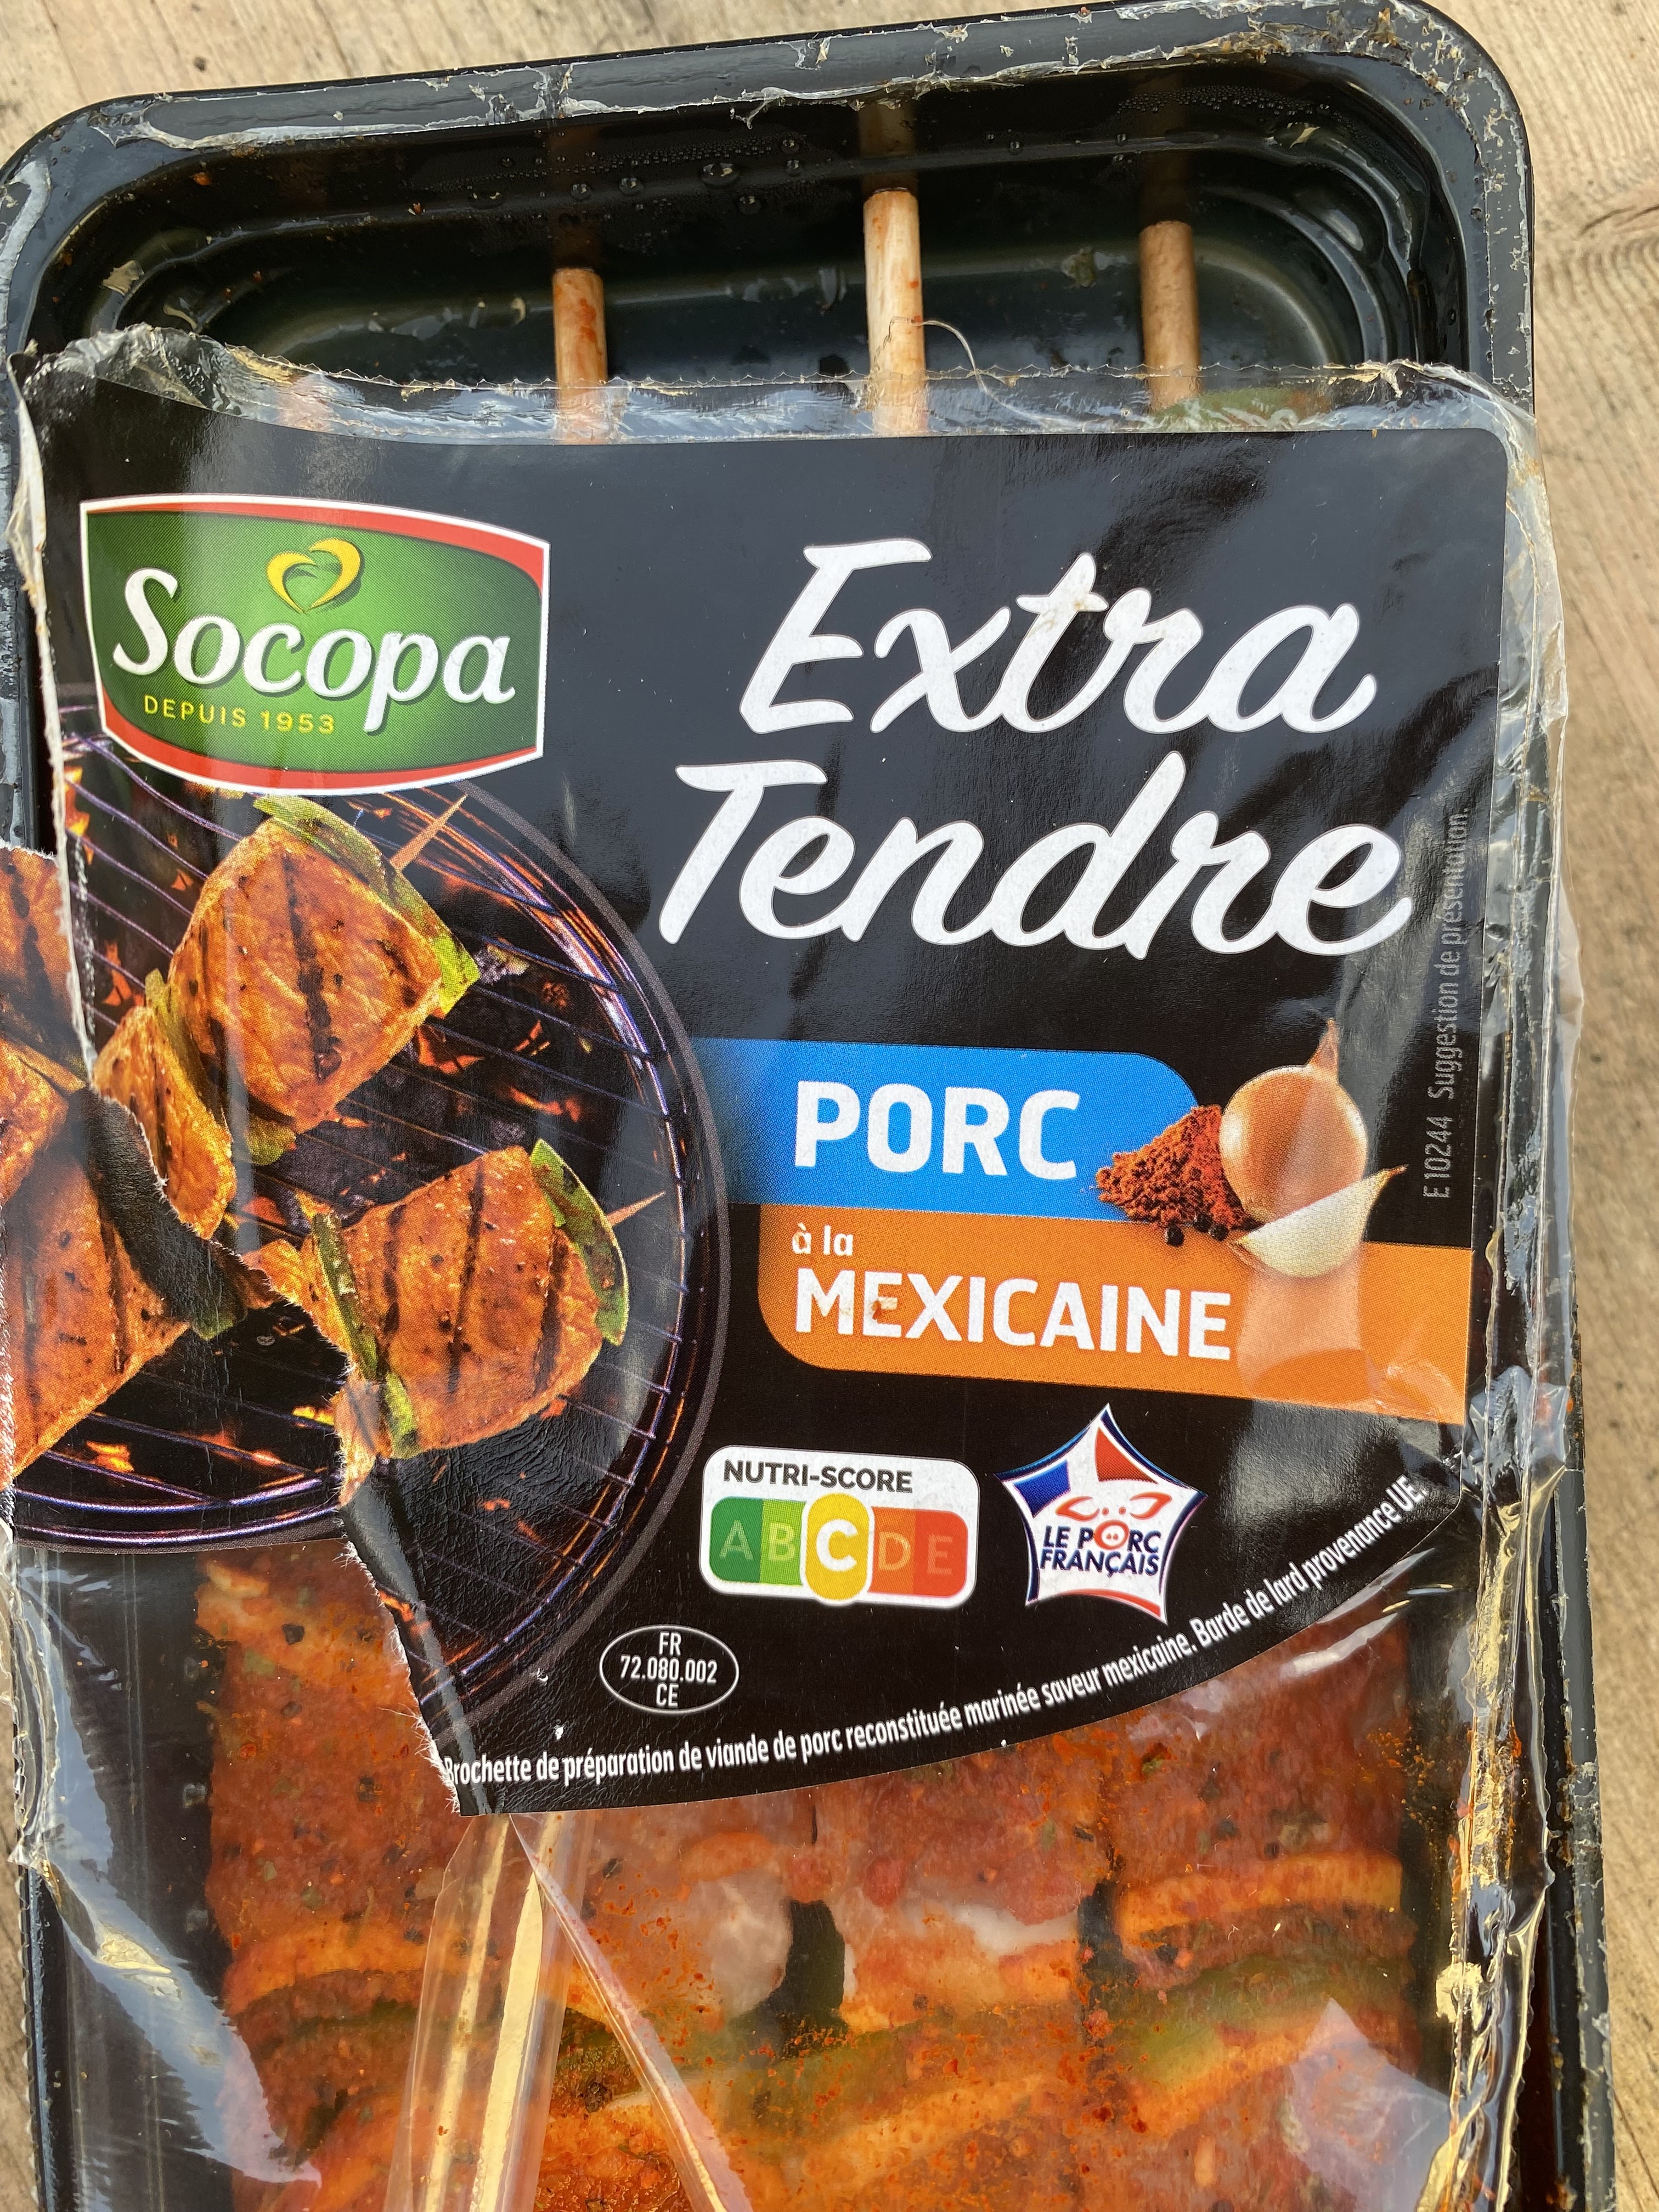 Socopa
DEPUIS 1953
Extra
Tendre
PORC
à la
MEXICAINE
E 10244 Suggestion de présentation.
NUTRI-SCORE
A B C D E
LE PORC
FRANÇAIS
FR
72.080.002
CE
Brochette de préparation de viande de porc reconstituée marinée saveur mexicaine. Barde de lard provenance UE.